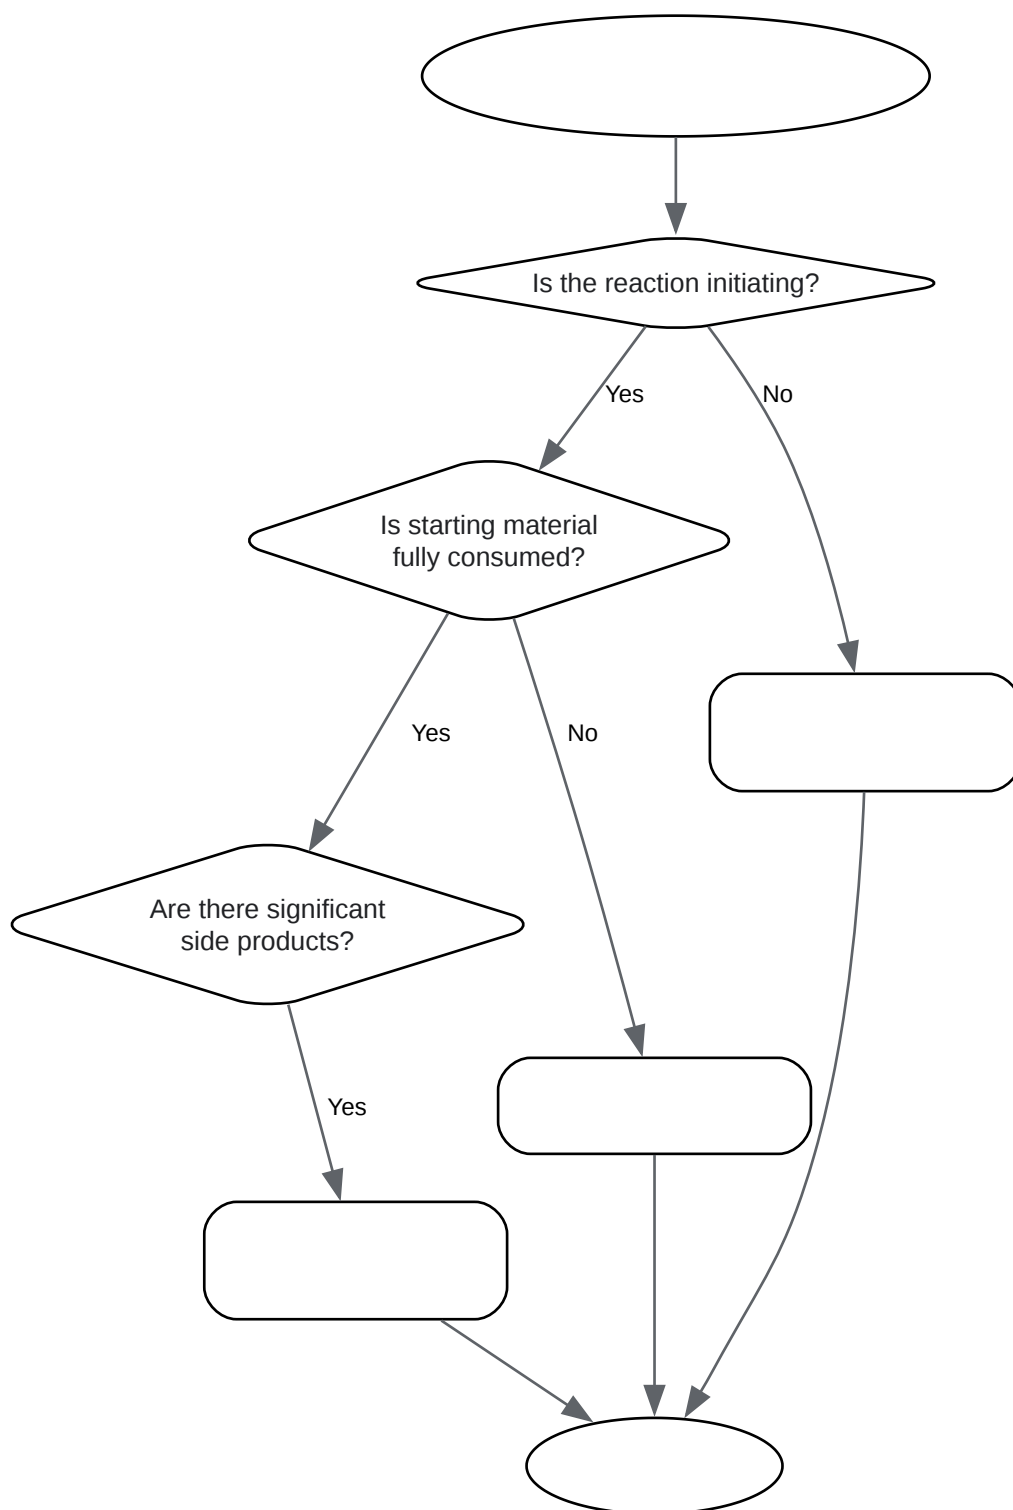 Is the reaction initiating?
Yes
No
Is starting material
fully consumed?
Yes
No
Are there significant
side products?
Yes